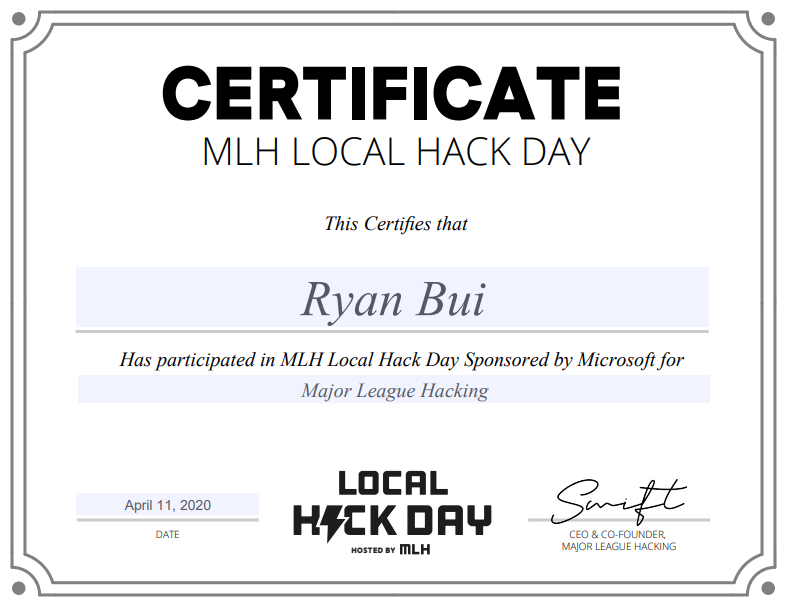 CERTIFICATE
MLH LOCAL HACK DAY
This Certifies that
Ryan Bui
Has participated in MLH Local Hack Day Sponsored by Microsoft for
Major League Hacking
April 11, 2020
DATE
LOCAL
HACK DAY
HOSTED BY MLH
Swift
CEO & CO-FOUNDER,
MAJOR LEAGUE HACKING